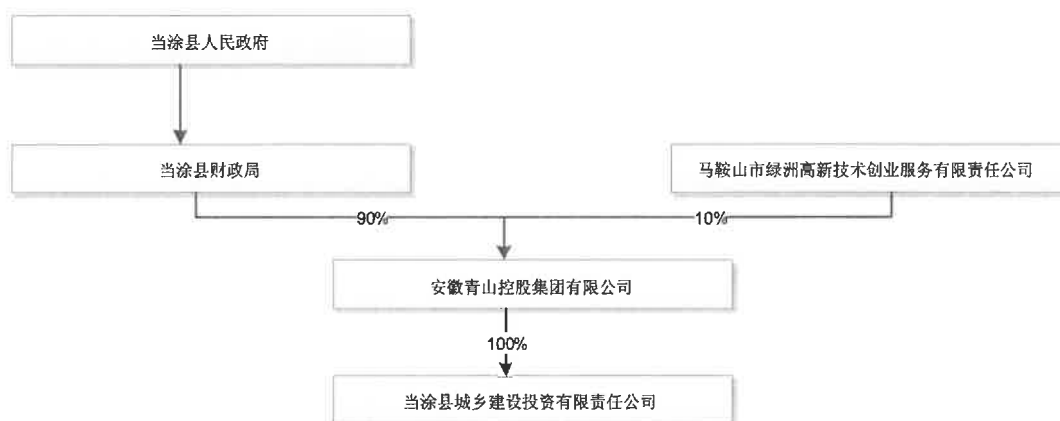 当涂县人民政府
当涂县财政局
马鞍山市绿洲高新技术创业服务有限责任公司
90%
10%
安徽青山控股集团有限公司
100%
当涂县城乡建设投资有限责任公司